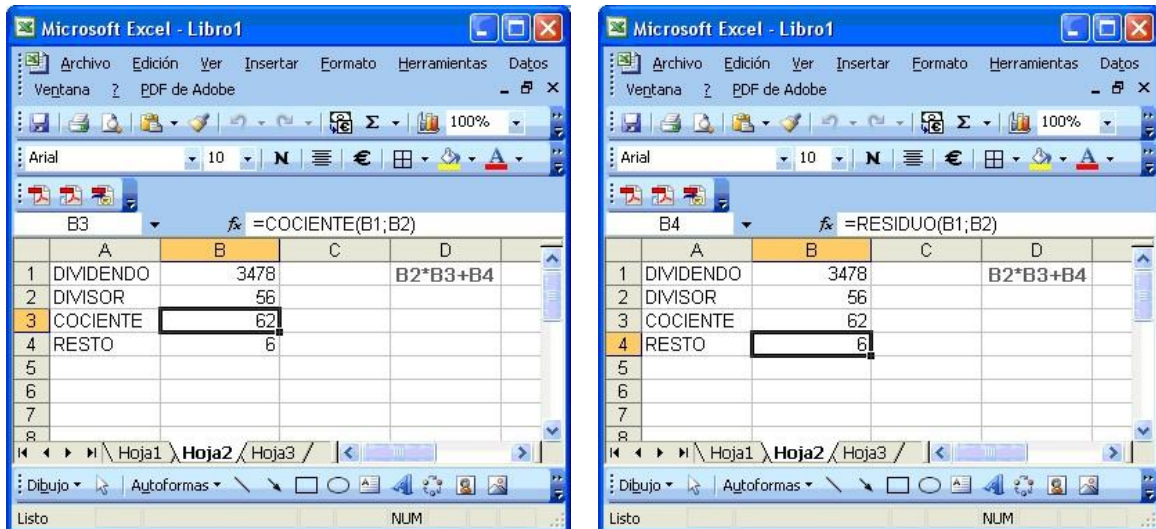 Microsoft Excel - Libro1
Archivo Edición Ver Insertar Formato Herramientas Datos
Ventana ? PDF de Adobe
100%
Arial 10 N €
B3 fx =COCIENTE(B1;B2)
A B C D
1 DIVIDENDO 3478 B2*B3+B4
2 DIVISOR 56
3 COCIENTE 62
4 RESTO 6
5
6
7
8
Hoja1 Hoja2 Hoja3
Dibujo Autoformas
Listo NUM
Microsoft Excel - Libro1
Archivo Edición Ver Insertar Formato Herramientas Datos
Ventana ? PDF de Adobe
100%
Arial 10 N €
B4 fx =RESIDUO(B1;B2)
A B C D
1 DIVIDENDO 3478 B2*B3+B4
2 DIVISOR 56
3 COCIENTE 62
4 RESTO 6
5
6
7
8
Hoja1 Hoja2 Hoja3
Dibujo Autoformas
Listo NUM